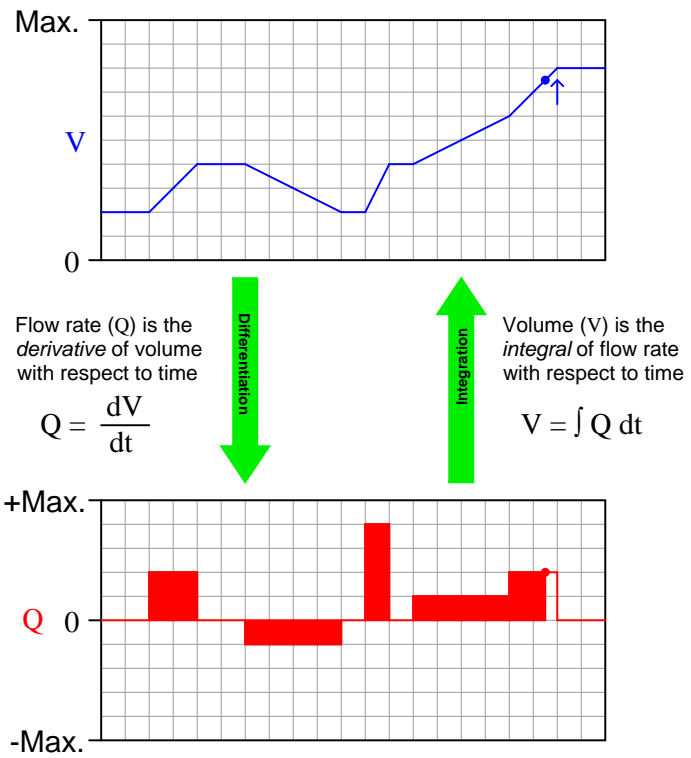 Max.
V
0
Differentiation
Integration
Flow rate (Q) is the
derivative of volume
with respect to time
Q = dV
dt
Volume (V) is the
integral of flow rate
with respect to time
V = ∫ Q dt
+Max.
Q 0
-Max.